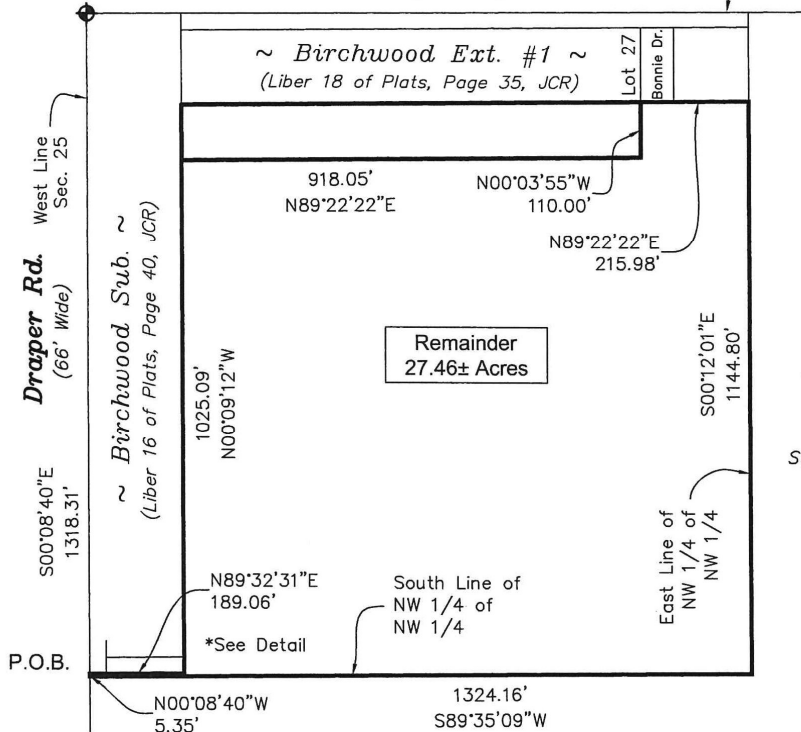 ~ Birchwood Ext. #1 ~
(Liber 18 of Plats, Page 35, JCR)
Lot 27
Bonnie Dr.
West Line
Sec. 25
918.05'
N89°22'22"E
N00°03'55"W
110.00'
N89°22'22"E
215.98'
Draper Rd.
(66' Wide)
~ Birchwood Sub. ~
(Liber 16 of Plats, Page 40, JCR)
Remainder
27.46± Acres
1025.09'
N00°09'12"W
S00°12'01"E
1144.80'
S
S00°08'40"E
1318.31'
East Line of
NW 1/4 of
NW 1/4
N89°32'31"E
189.06'
South Line of
NW 1/4 of
NW 1/4
*See Detail
P.O.B.
N00°08'40"W
5.35'
1324.16'
S89°35'09"W